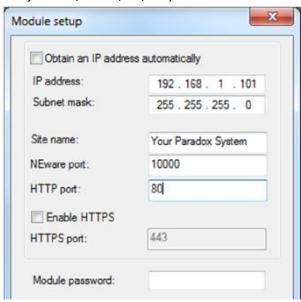 Module setup
Obtain an IP address automatically
IP address: 192 . 168 . 1 . 101
Subnet mask: 255 . 255 . 255 . 0
Site name: Your Paradox System
NEware port: 10000
HTTP port: 80
Enable HTTPS
HTTPS port: 443
Module password: